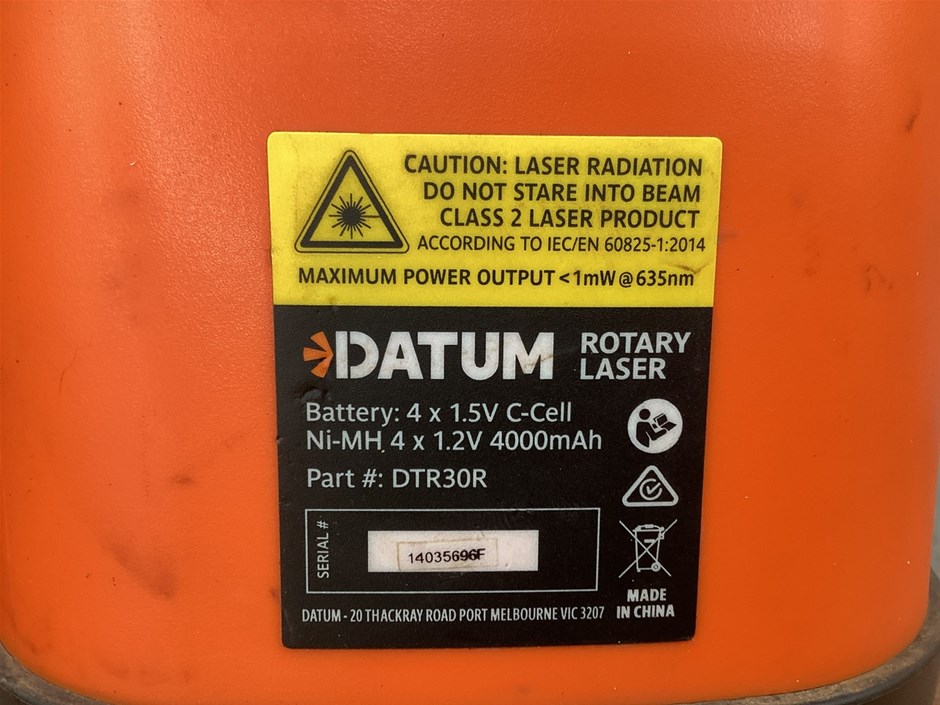 CAUTION: LASER RADIATION
DO NOT STARE INTO BEAM
CLASS 2 LASER PRODUCT
ACCORDING TO IEC/EN 60825-1:2014
MAXIMUM POWER OUTPUT <1mW @ 635nm
DATUM ROTARY
LASER
Battery: 4 x 1.5V C-Cell
Ni-MH 4 x 1.2V 4000mAh
Part #: DTR30R
SERIAL #
14035696F
MADE
IN CHINA
DATUM - 20 THACKRAY ROAD PORT MELBOURNE VIC 3207